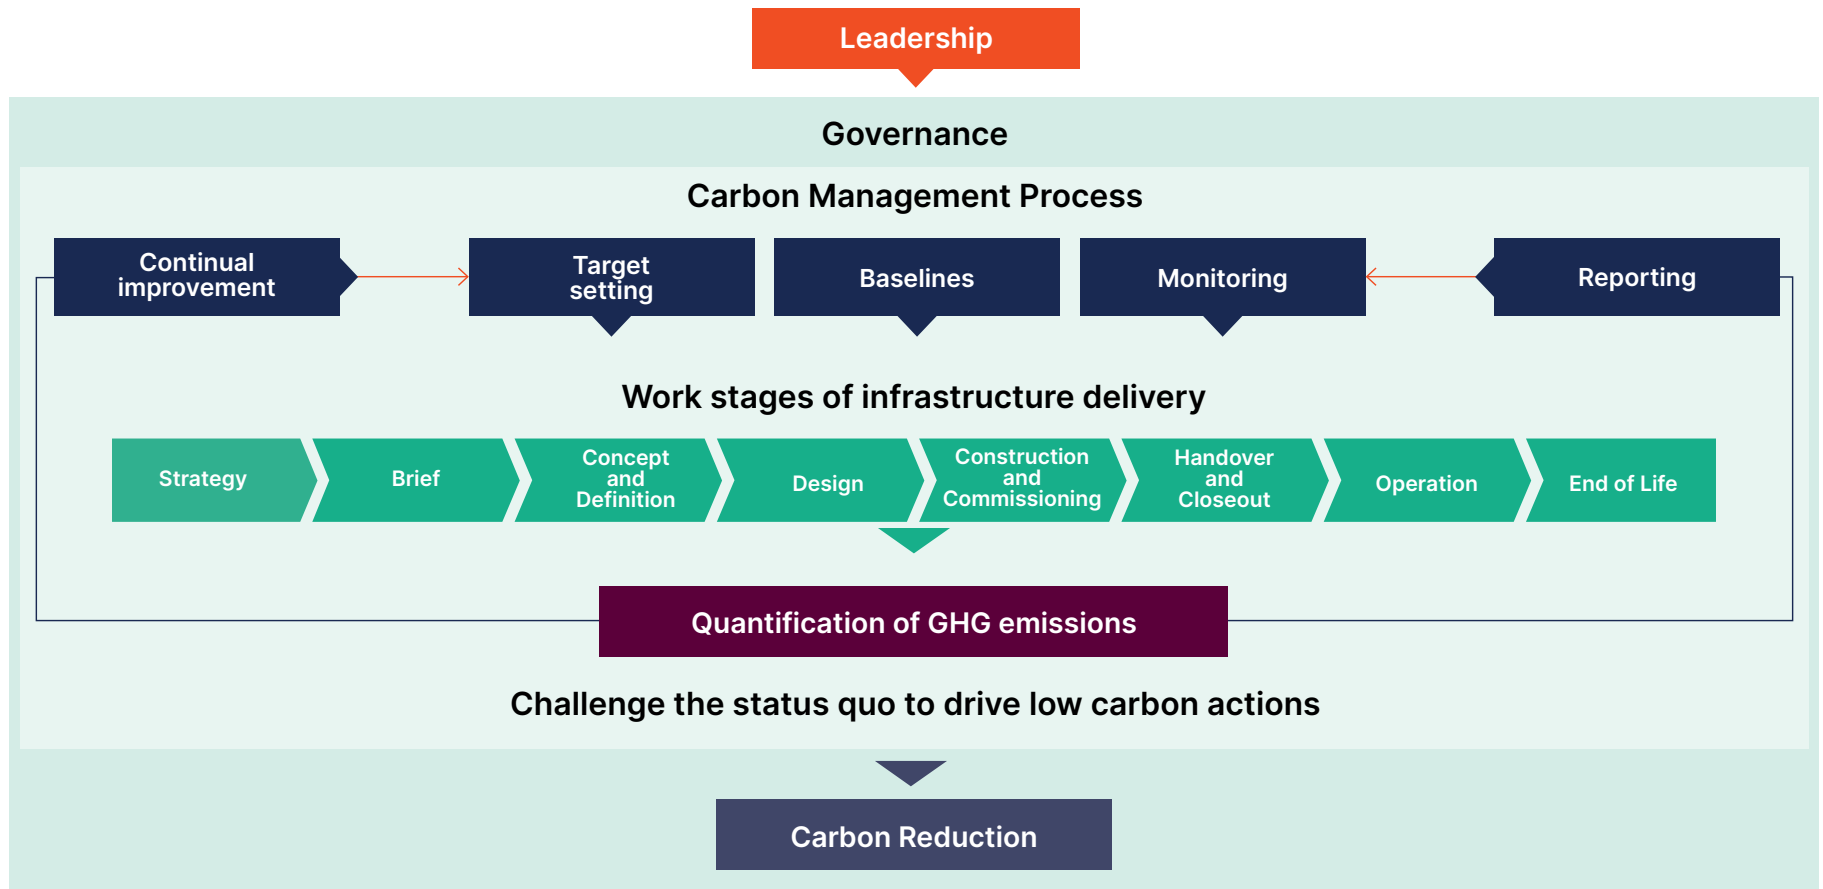 Leadership
Governance
Carbon Management Process
Continual
improvement
Target
setting
Baselines
Monitoring
Reporting
Work stages of infrastructure delivery
Strategy
Brief
Concept
and
Definition
Design
Construction
and
Commissioning
Handover
and
Closeout
Operation
End of Life
Quantification of GHG emissions
Challenge the status quo to drive low carbon actions
Carbon Reduction